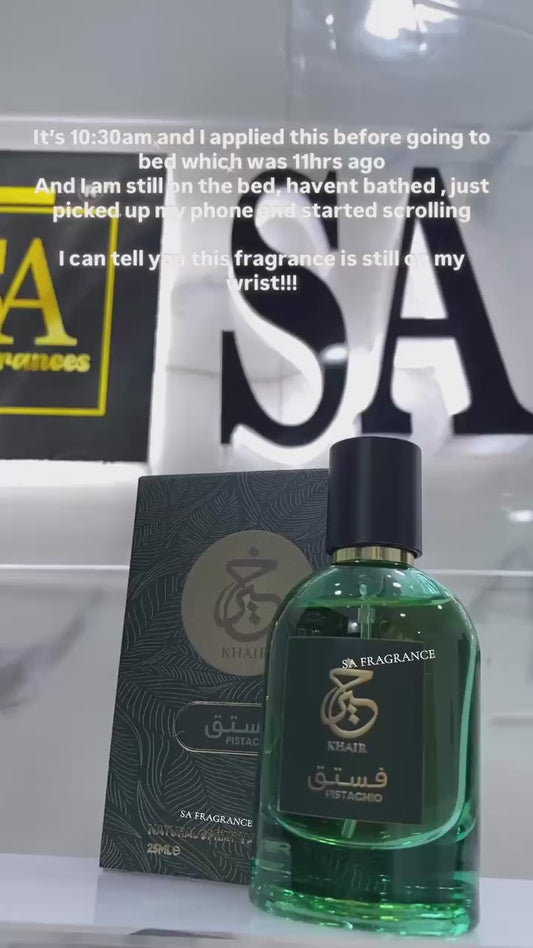 It's 10:30am and I applied this before going to
bed which was 11hrs ago
And I am still on the bed, havent bathed , just
picked up my phone and started scrolling
I can tell you this fragrance is still on my
wrist!!!
SA
SA
خير
KHAIR
فستق
PISTACHIO
SA FRAGRANCE
25ML
SA FRAGRANCE
خير
KHAIR
فستق
PISTACHIO